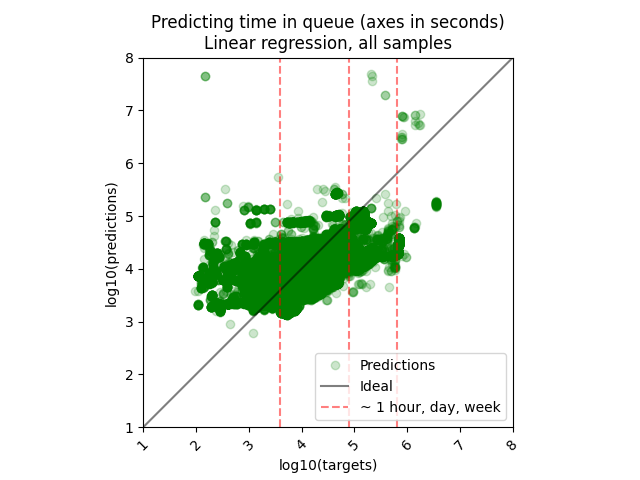 Predicting time in queue (axes in seconds)
Linear regression, all samples
log10(predictions)
8
7
6
5
4
3
2
1
Predictions
Ideal
~ 1 hour, day, week
1
2
3
4
5
6
7
8
log10(targets)